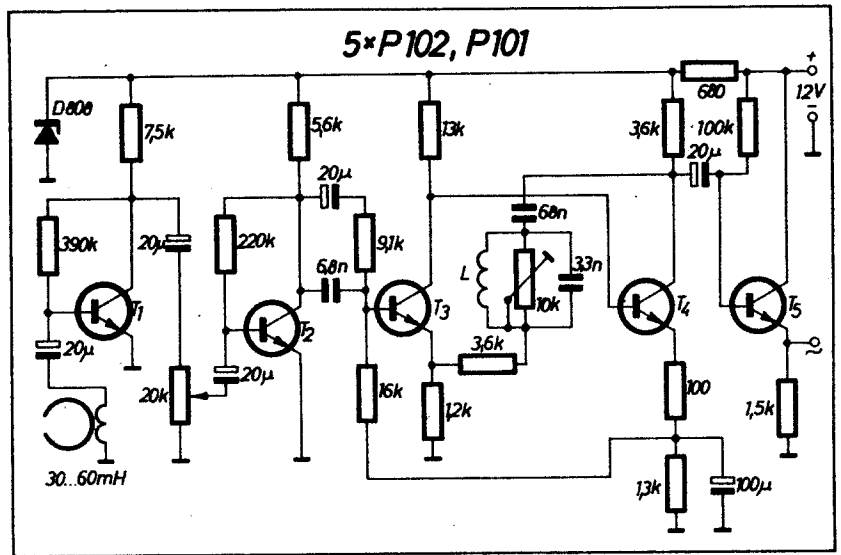 5×P102, P101
D808
7,5k
5,6k
13k
3,6k
680
100k
+
12V
−
20μ
20μ
390k
20μ
220k
6,8n
9,1k
68n
L
10k
3,3n
T1
T2
T3
T4
T5
20μ
20k
20μ
3,6k
16k
1,2k
100
1,5k
~
30...60mH
1,3k
100μ